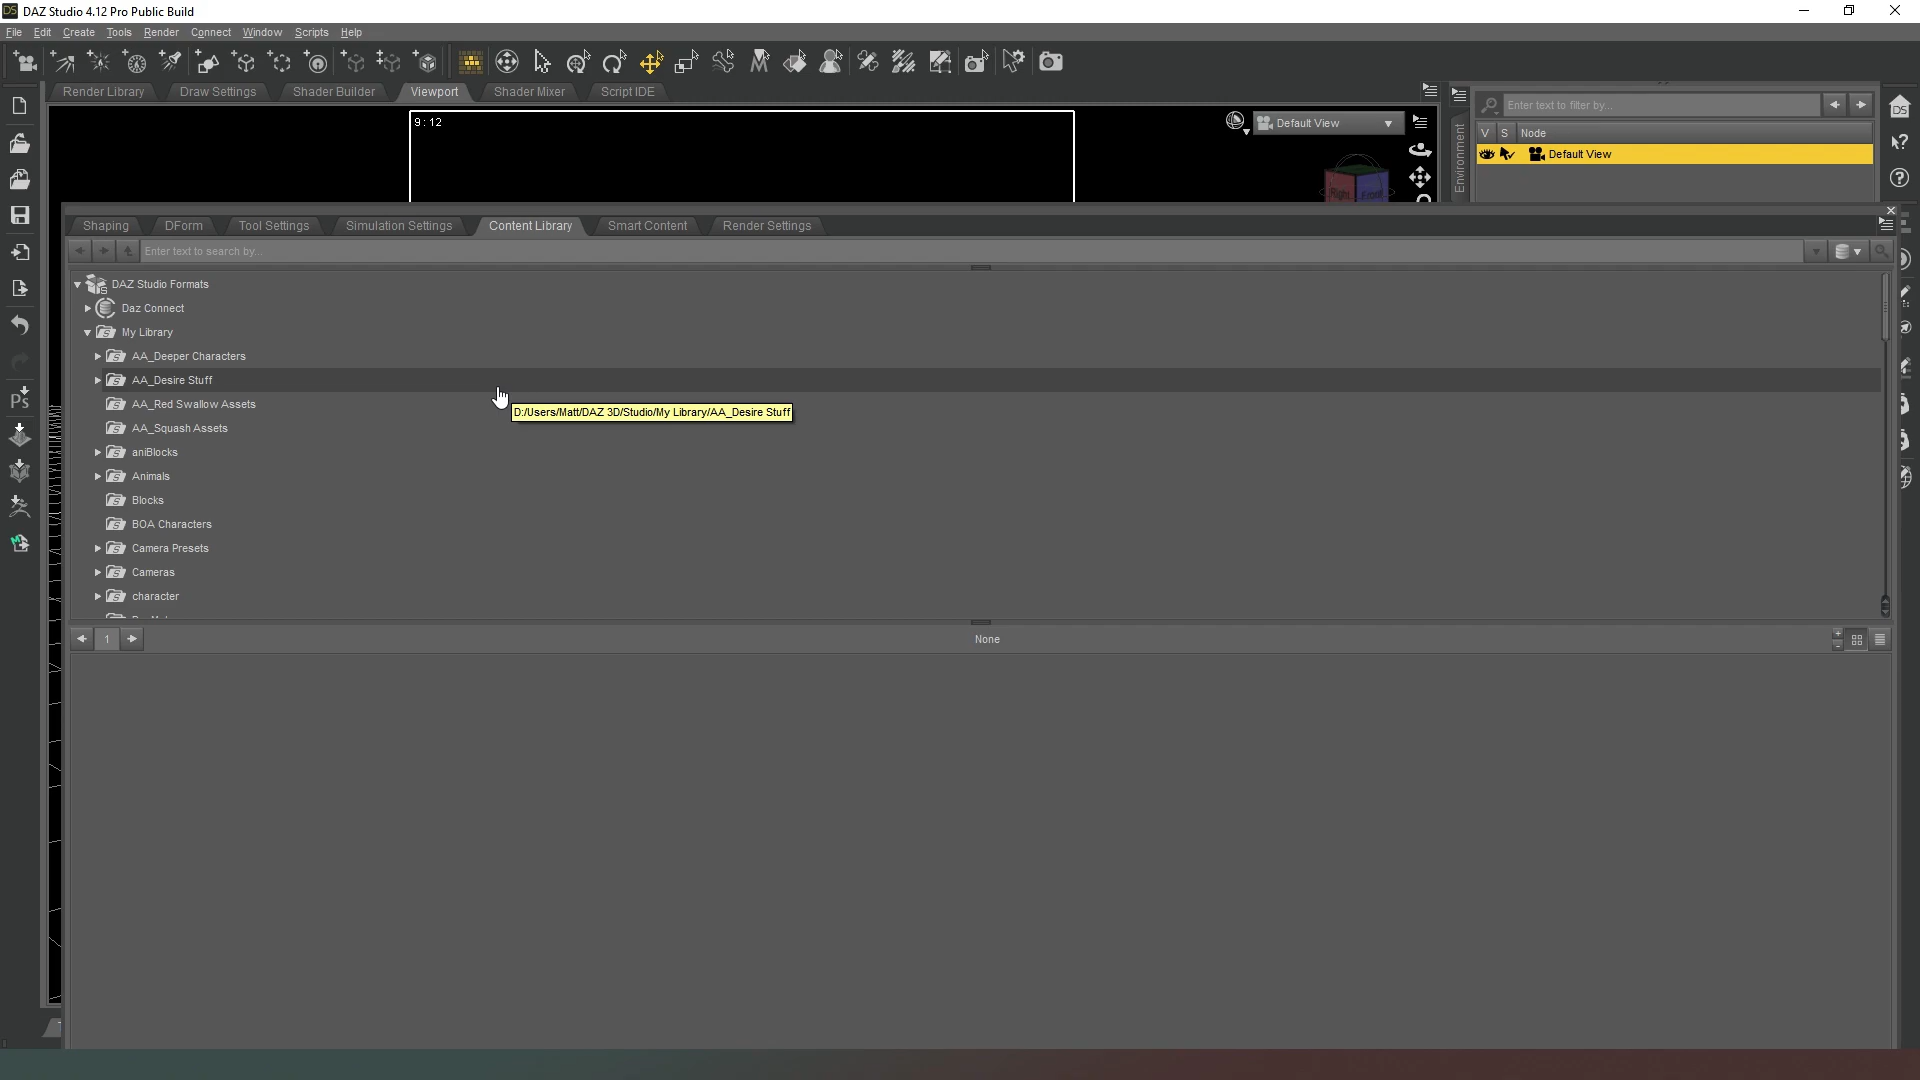 DAZ Studio 4.12 Pro Public Build
File Edit Create Tools Render Connect Window Scripts Help
Render Library Draw Settings Shader Builder Viewport Shader Mixer Script IDE
Enter text to filter by...
9 : 12
Default View
V S Node
Default View
Environment
Right Front
Shaping DForm Tool Settings Simulation Settings Content Library Smart Content Render Settings
Enter text to search by...
DAZ Studio Formats
Daz Connect
My Library
AA_Deeper Characters
AA_Desire Stuff
AA_Red Swallow Assets
D:/Users/Matt/DAZ 3D/Studio/My Library/AA_Desire Stuff
AA_Squash Assets
aniBlocks
Animals
Blocks
BOA Characters
Camera Presets
Cameras
character
1
None